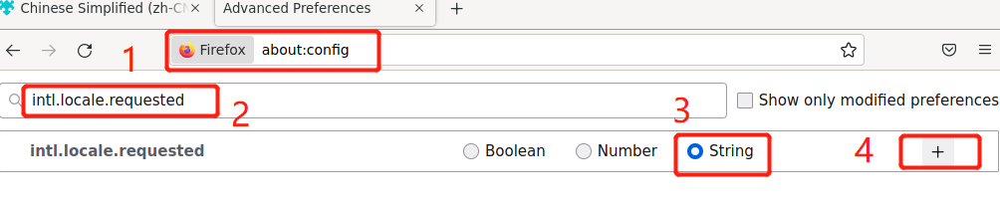 Chinese Simplified (zh-CN
Advanced Preferences
1
Firefox about:config
intl.locale.requested
2
Show only modified preferences
3
intl.locale.requested Boolean Number String
4